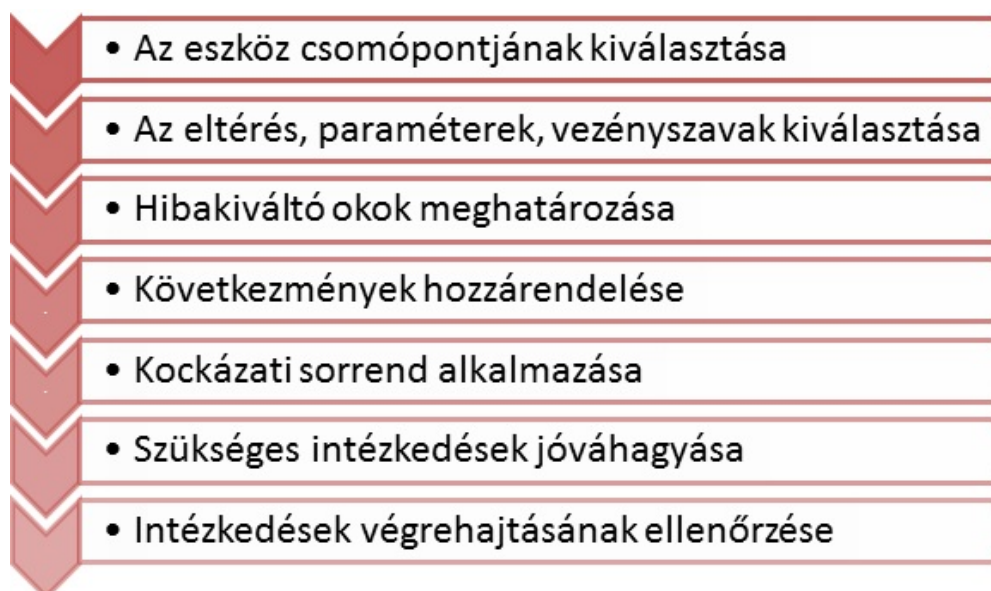 • Az eszköz csomópontjának kiválasztása
• Az eltérés, paraméterek, vezényszavak kiválasztása
• Hibakiváltó okok meghatározása
• Következmények hozzárendelése
• Kockázati sorrend alkalmazása
• Szükséges intézkedések jóváhagyása
• Intézkedések végrehajtásának ellenőrzése